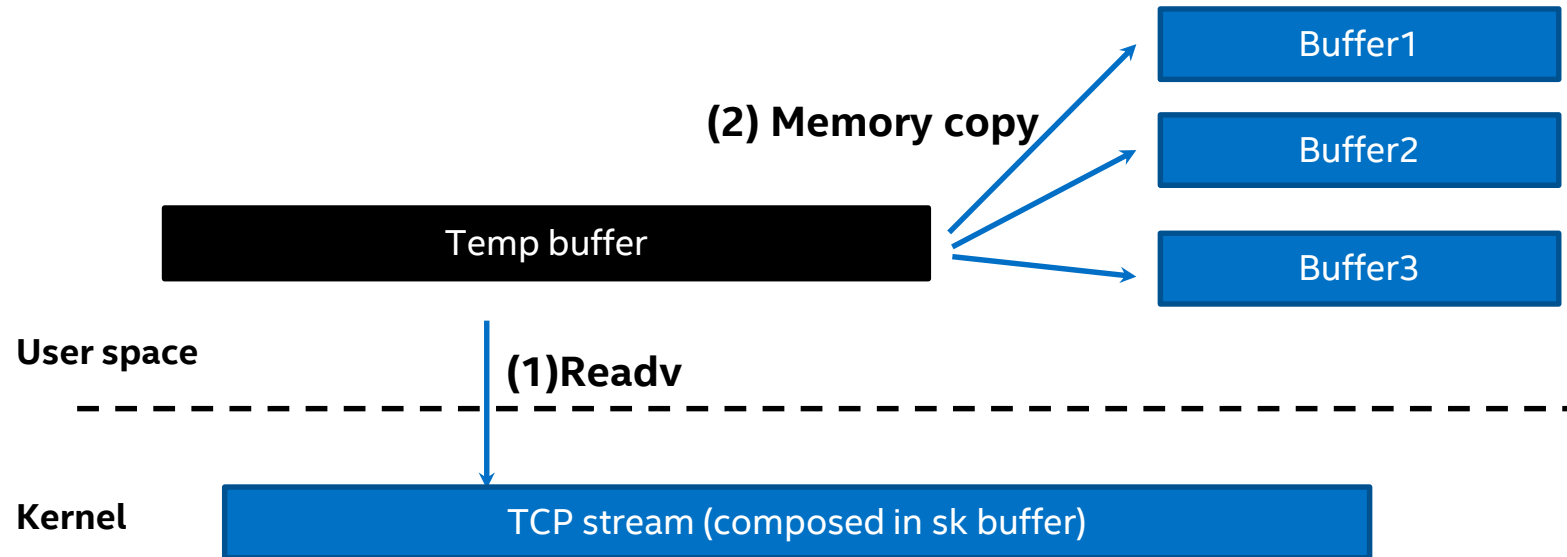 Buffer1
(2) Memory copy
Buffer2
Temp buffer
Buffer3
User space
(1)Readv
Kernel
TCP stream (composed in sk buffer)